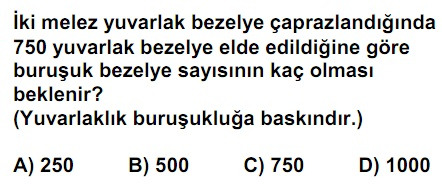 İki melez yuvarlak bezelye çaprazlandığında
750 yuvarlak bezelye elde edildiğine göre
buruşuk bezelye sayısının kaç olması
beklenir?
(Yuvarlaklık buruşukluğa baskındır.)
A) 250 B) 500 C) 750 D) 1000